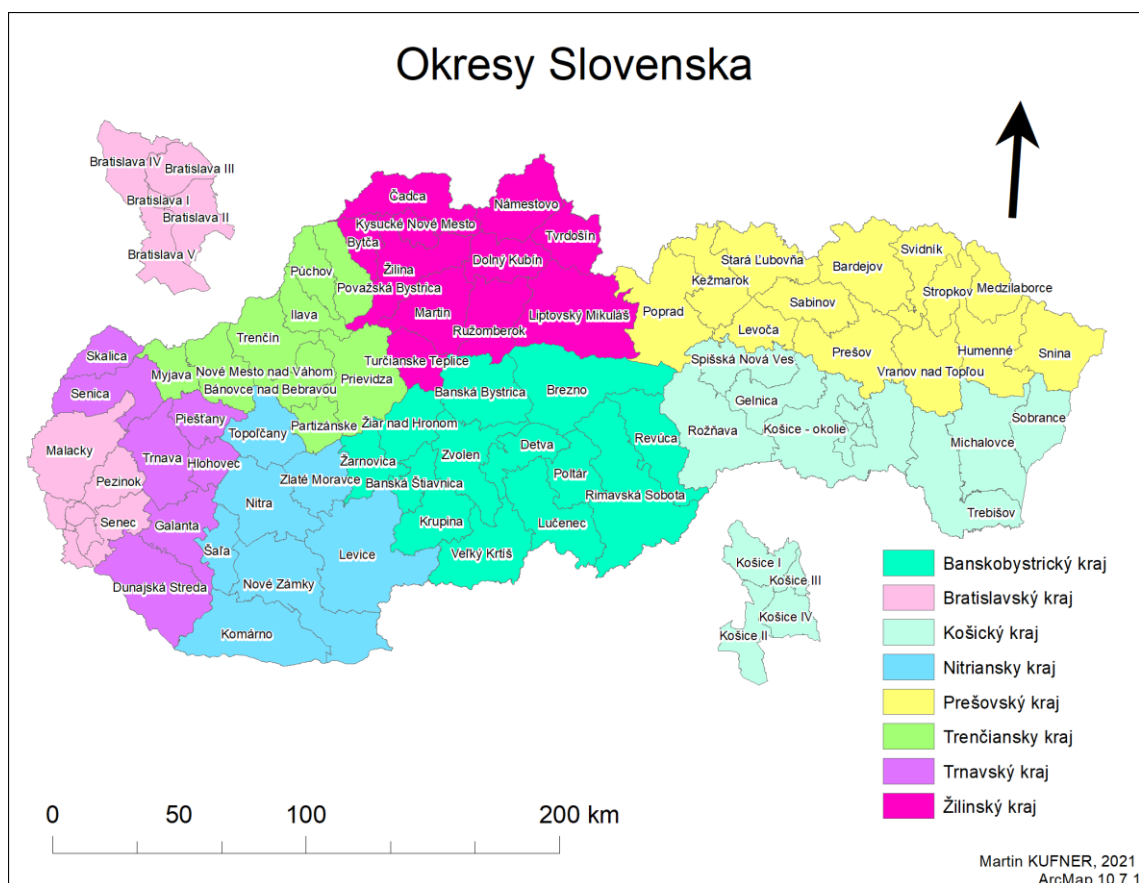 Okresy Slovenska
Bratislava IV
Bratislava III
Bratislava I
Bratislava II
Bratislava V
Čadca
Námestovo
Kysucké Nové Mesto
Tvrdošín
Bytča
Dolný Kubín
Žilina
Púchov
Považská Bystrica
Ilava
Martin
Liptovský Mikuláš
Ružomberok
Trenčín
Turčianske Teplice
Svidník
Stará Ľubovňa
Bardejov
Kežmarok
Medzilaborce
Stropkov
Sabinov
Poprad
Levoča
Prešov
Humenné
Snina
Vranov nad Topľou
Skalica
Myjava
Nové Mesto nad Váhom
Prievidza
Bánovce nad Bebravou
Senica
Piešťany
Partizánske
Topoľčany
Banská Bystrica
Brezno
Žiar nad Hronom
Spišská Nová Ves
Gelnica
Rožňava
Košice - okolie
Sobrance
Michalovce
Trebišov
Malacky
Trnava
Hlohovec
Pezinok
Zlaté Moravce
Žarnovica
Zvolen
Detva
Revúca
Banská Štiavnica
Poltár
Rimavská Sobota
Senec
Galanta
Nitra
Krupina
Lučenec
Šaľa
Levice
Veľký Krtíš
Dunajská Streda
Nové Zámky
Komárno
Košice I
Košice III
Košice IV
Košice II
Banskobystrický kraj
Bratislavský kraj
Košický kraj
Nitriansky kraj
Prešovský kraj
Trenčiansky kraj
Trnavský kraj
Žilinský kraj
0 50 100 200 km
Martin KUFNER, 2021
ArcMap 10.7.1